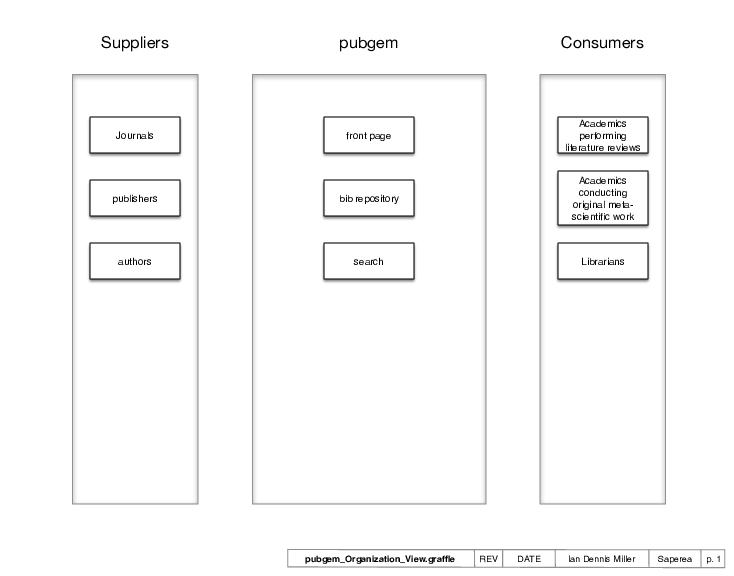 Suppliers
pubgem
Consumers
Journals
publishers
authors
front page
bib repository
search
Academics
performing
literature reviews
Academics
conducting
original meta-
scientific work
Librarians
pubgem_Organization_View.graffle REV DATE Ian Dennis Miller Saperea p. 1